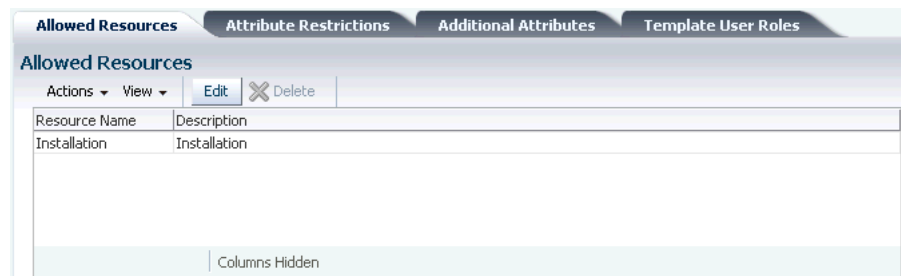 Allowed Resources Attribute Restrictions Additional Attributes Template User Roles
Allowed Resources
Actions View Edit Delete
Resource Name Description
Installation Installation
Columns Hidden